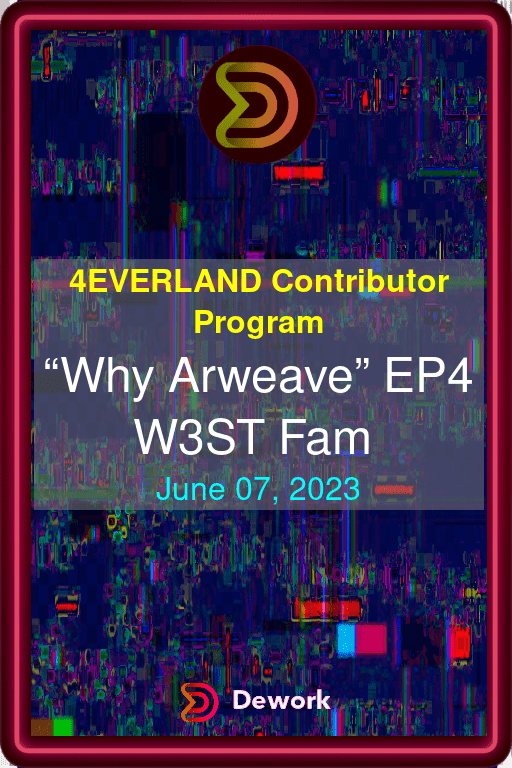 4EVERLAND Contributor
Program
“Why Arweave” EP4
W3ST Fam
June 07, 2023
Dework